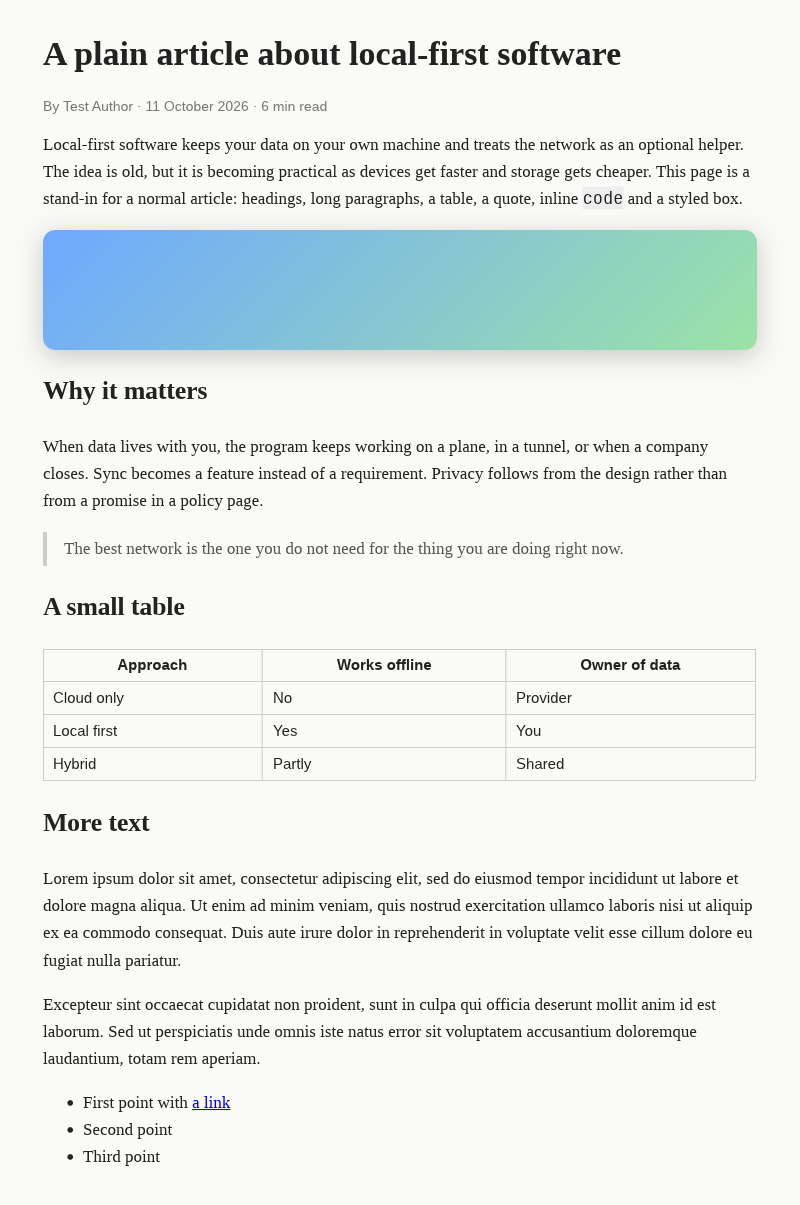 A plain article about local-first software
By Test Author · 11 October 2026 · 6 min read
Local-first software keeps your data on your own machine and treats the network as an optional helper.
The idea is old, but it is becoming practical as devices get faster and storage gets cheaper. This page is a
stand-in for a normal article: headings, long paragraphs, a table, a quote, inline code and a styled box.
Why it matters
When data lives with you, the program keeps working on a plane, in a tunnel, or when a company
closes. Sync becomes a feature instead of a requirement. Privacy follows from the design rather than
from a promise in a policy page.
The best network is the one you do not need for the thing you are doing right now.
A small table
Approach Works offline Owner of data
Cloud only No Provider
Local first Yes You
Hybrid Partly Shared
More text
Lorem ipsum dolor sit amet, consectetur adipiscing elit, sed do eiusmod tempor incididunt ut labore et
dolore magna aliqua. Ut enim ad minim veniam, quis nostrud exercitation ullamco laboris nisi ut aliquip
ex ea commodo consequat. Duis aute irure dolor in reprehenderit in voluptate velit esse cillum dolore eu
fugiat nulla pariatur.
Excepteur sint occaecat cupidatat non proident, sunt in culpa qui officia deserunt mollit anim id est
laborum. Sed ut perspiciatis unde omnis iste natus error sit voluptatem accusantium doloremque
laudantium, totam rem aperiam.
• First point with a link
• Second point
• Third point